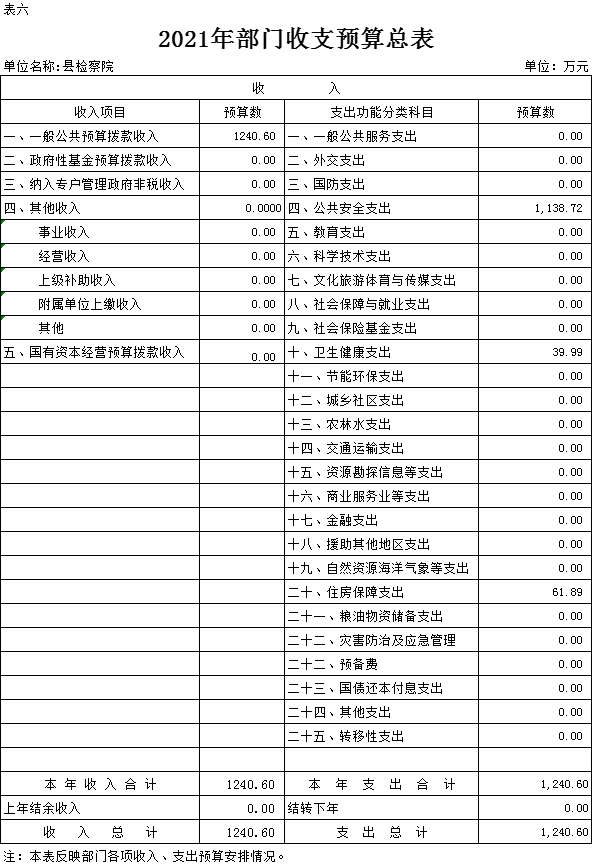 表六
2021年部门收支预算总表
单位名称:县检察院 单位：万元
收 入
收入项目 预算数 支出功能分类科目 预算数
一、一般公共预算拨款收入 1240.60 一、一般公共服务支出 0.00
二、政府性基金预算拨款收入 0.00 二、外交支出 0.00
三、纳入专户管理政府非税收入 0.00 三、国防支出 0.00
四、其他收入 0.0000 四、公共安全支出 1,138.72
事业收入 0.00 五、教育支出 0.00
经营收入 0.00 六、科学技术支出 0.00
上级补助收入 0.00 七、文化旅游体育与传媒支出 0.00
附属单位上缴收入 0.00 八、社会保障与就业支出 0.00
其他 0.00 九、社会保险基金支出 0.00
五、国有资本经营预算拨款收入 0.00 十、卫生健康支出 39.99
十一、节能环保支出 0.00
十二、城乡社区支出 0.00
十三、农林水支出 0.00
十四、交通运输支出 0.00
十五、资源勘探信息等支出 0.00
十六、商业服务业等支出 0.00
十七、金融支出 0.00
十八、援助其他地区支出 0.00
十九、自然资源海洋气象等支出 0.00
二十、住房保障支出 61.89
二十一、粮油物资储备支出 0.00
二十二、灾害防治及应急管理 0.00
二十二、预备费 0.00
二十三、国债还本付息支出 0.00
二十四、其他支出 0.00
二十五、转移性支出 0.00
本年收入合计 1240.60 本年支出合计 1,240.60
上年结余收入 0.00 结转下年 0.00
收入总计 1240.60 支出总计 1,240.60
注：本表反映部门各项收入、支出预算安排情况。